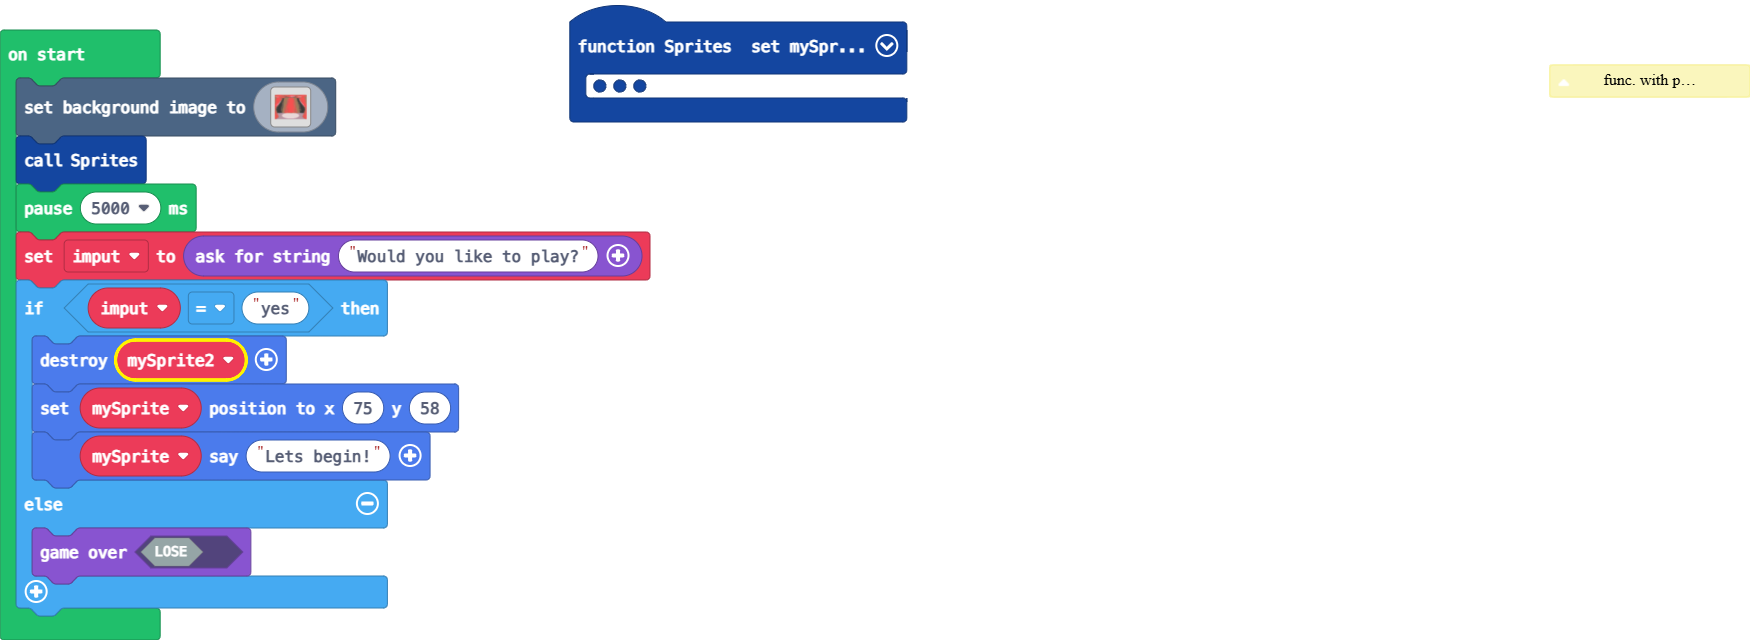 on start
set background image to
call Sprites
pause 5000 ms
set imput to ask for string "Would you like to play?"
if imput = "yes" then
destroy mySprite2
set mySprite position to x 75 y 58
mySprite say "Lets begin!"
else
game over LOSE
function Sprites set mySpr...
func. with p...